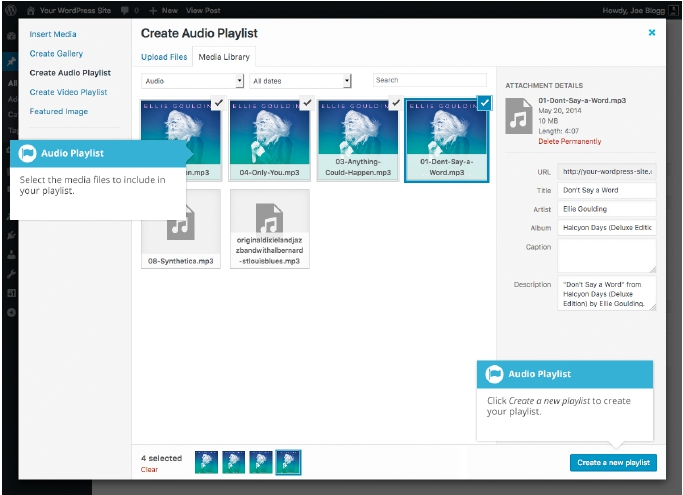 Your WordPress Site 0 + New View Post Howdy, Joe Blogg
Insert Media
Create Gallery
Create Audio Playlist
Create Video Playlist
Featured Image
Create Audio Playlist
Upload Files Media Library
Audio All dates Search
ELLIE GOULDING ELLIE GOULDING ELLIE GOULDING ELLIE GOULDING
on.mp3
04-Only-You.mp3
03-Anything-
Could-Happen.mp3
01-Dont-Say-a-
Word.mp3
08-Synthetica.mp3
originaldixielandjaz
zbandwithalbernard
-stlouisblues.mp3
Audio Playlist
Select the media files to include in
your playlist.
ATTACHMENT DETAILS
01-Dont-Say-a-Word.mp3
May 20, 2014
10 MB
Length: 4:07
Delete Permanently
URL http://your-wordpress-site.c
Title Don't Say a Word
Artist Ellie Goulding
Album Halcyon Days (Deluxe Editio
Caption
Description "Don't Say a Word" from
Halcyon Days (Deluxe
Edition) by Ellie Goulding.
Audio Playlist
Click Create a new playlist to create
your playlist.
4 selected
Clear
Create a new playlist